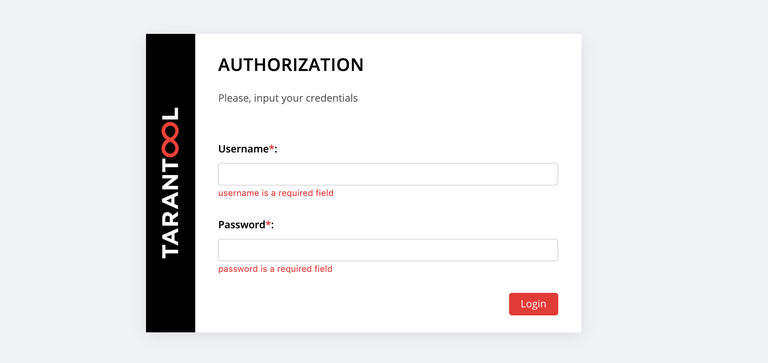 TARANTOOL
AUTHORIZATION
Please, input your credentials
Username*:
username is a required field
Password*:
password is a required field
Login